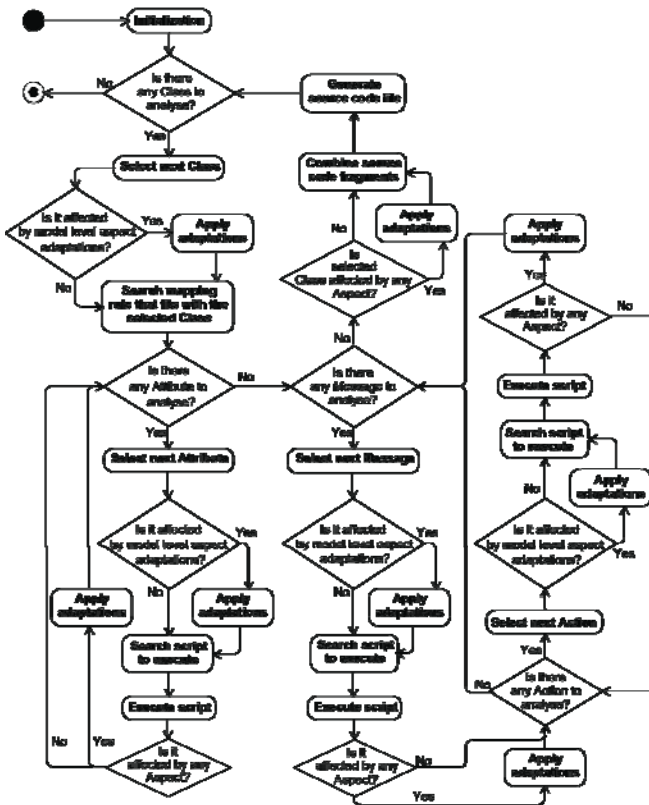 Initialization
Is there
any Class to
analyse?
No
Yes
Select next Class
Is it affected
by model level aspect
adaptations?
Yes
No
Apply
adaptations
Search mapping
rule that fits with the
selected Class
Is there
any Attribute to
analyse?
No
Yes
Select next Attribute
Is it affected
by model level aspect
adaptations?
Yes
No
Apply
adaptations
Apply
adaptations
Search script
to execute
Execute script
Is it
affected by any
Aspect?
No
Yes
Generate
source code file
Combine source
code fragments
Apply
adaptations
Is
selected
Class affected by any
Aspect?
No
Yes
No
Is there
any Message to
analyse?
Yes
Select next Message
Is it affected
by model level aspect
adaptations?
Yes
No
Apply
adaptations
Search script
to execute
Execute script
Is it
affected by any
Aspect?
No
Yes
Apply
adaptations
Yes
Is it
affected by any
Aspect?
No
Execute script
Search script
to execute
Apply
adaptations
No
Is it affected
by model level aspect
adaptations?
Yes
Select next Action
Yes
Is there
any Action to
analyse?
No
Apply
adaptations